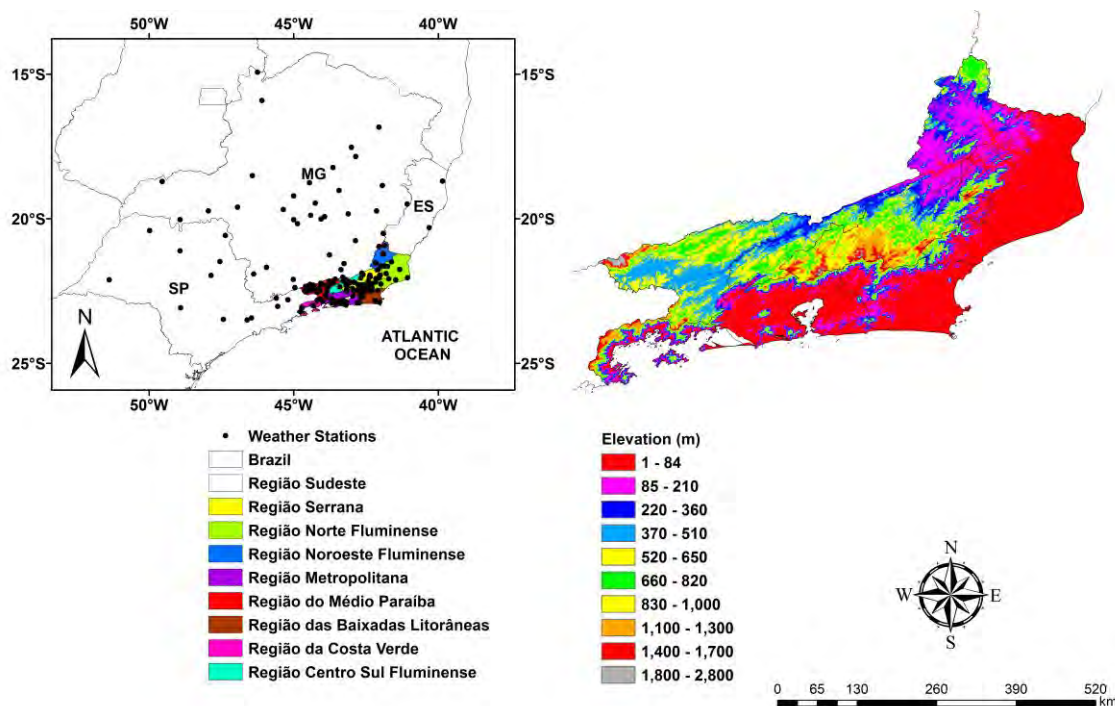 50°W 45°W 40°W
15°S 15°S
MG
20°S ES 20°S
SP
N
ATLANTIC
OCEAN
25°S 25°S
50°W 45°W 40°W
Weather Stations
Brazil
Região Sudeste
Região Serrana
Região Norte Fluminense
Região Noroeste Fluminense
Região Metropolitana
Região do Médio Paraíba
Região das Baixadas Litorâneas
Região da Costa Verde
Região Centro Sul Fluminense
Elevation (m)
1 - 84
85 - 210
220 - 360
370 - 510
520 - 650
660 - 820
830 - 1,000
1,100 - 1,300
1,400 - 1,700
1,800 - 2,800
N
W E
S
0 65 130 260 390 520
km